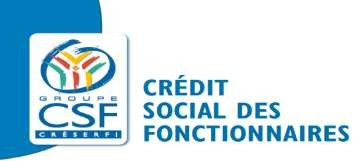 GROUPE
CSF
CRÉSERFI
CRÉDIT
SOCIAL DES
FONCTIONNAIRES